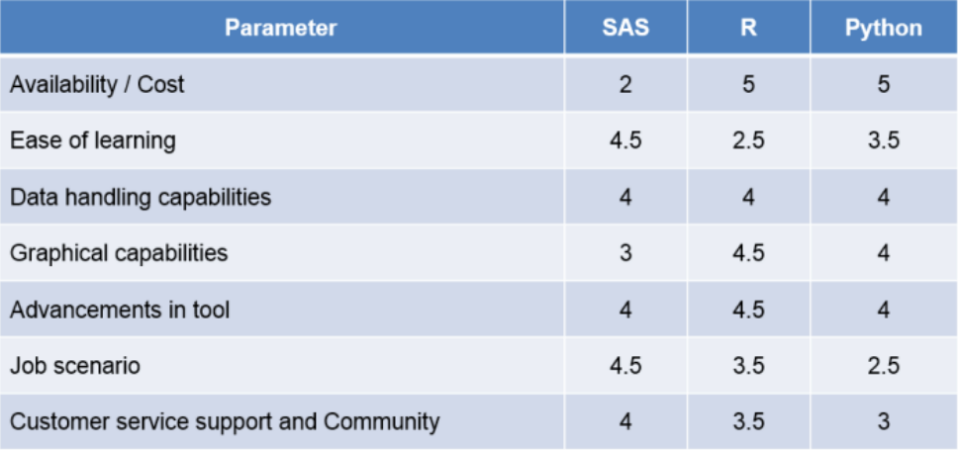 Parameter SAS R Python
Availability / Cost 2 5 5
Ease of learning 4.5 2.5 3.5
Data handling capabilities 4 4 4
Graphical capabilities 3 4.5 4
Advancements in tool 4 4.5 4
Job scenario 4.5 3.5 2.5
Customer service support and Community 4 3.5 3